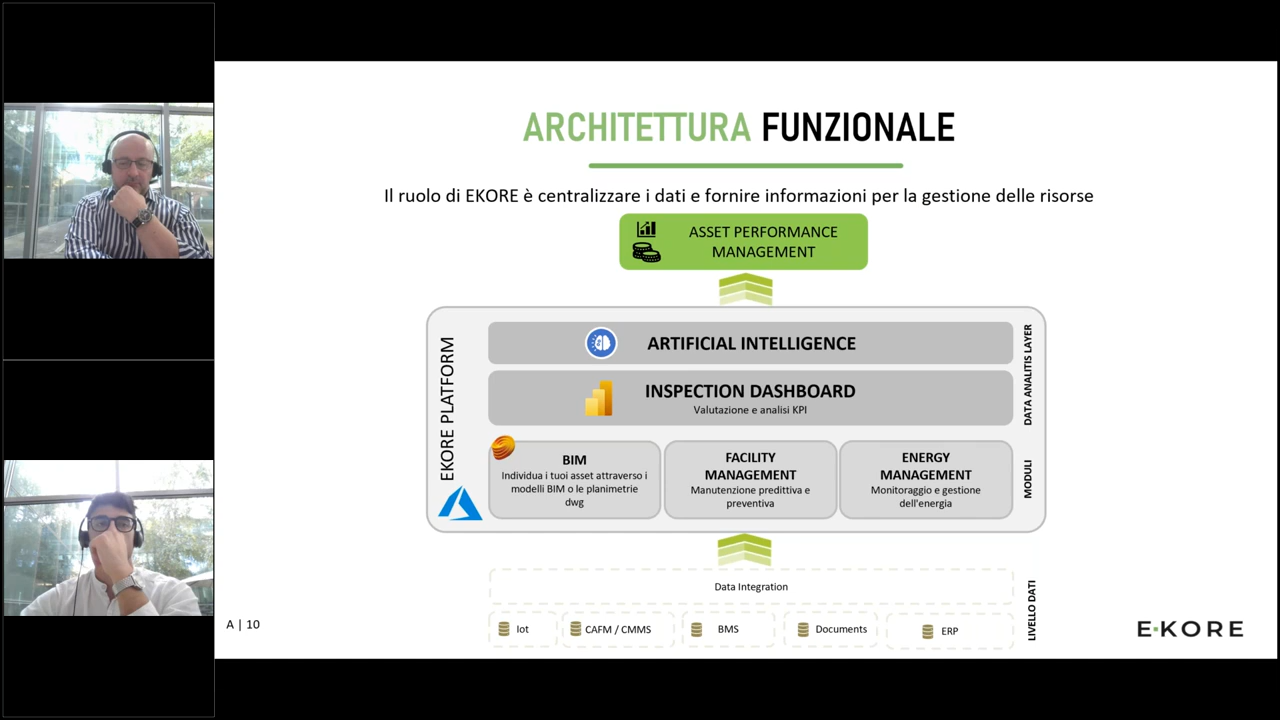 ARCHITETTURA FUNZIONALE
Il ruolo di EKORE è centralizzare i dati e fornire informazioni per la gestione delle risorse
ASSET PERFORMANCE
MANAGEMENT
EKORE PLATFORM
ARTIFICIAL INTELLIGENCE
INSPECTION DASHBOARD
Valutazione e analisi KPI
DATA ANALITIS LAYER
BIM
Individua i tuoi asset attraverso i
modelli BIM o le planimetrie
dwg
FACILITY
MANAGEMENT
Manutenzione predittiva e
preventiva
ENERGY
MANAGEMENT
Monitoraggio e gestione
dell'energia
MODULI
Data Integration
Iot
CAFM / CMMS
BMS
Documents
ERP
LIVELLO DATI
A | 10
E·KORE